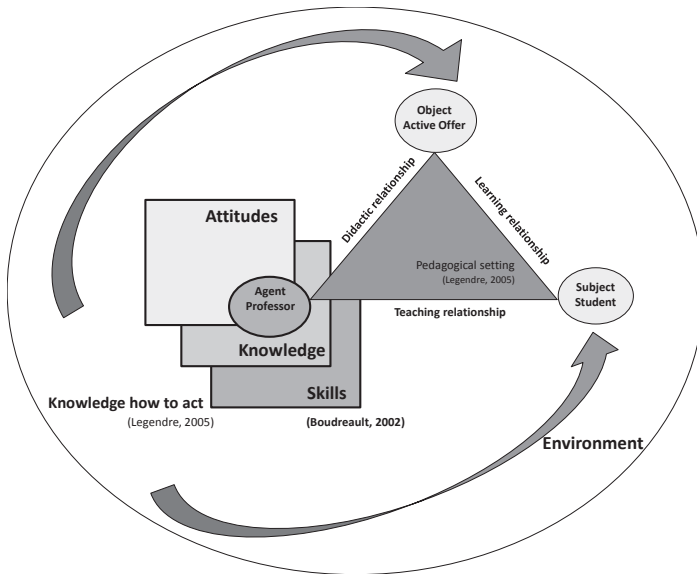 Object
Active Offer
Didactic relationship
Learning relationship
Attitudes
Pedagogical setting
(Legendre, 2005)
Agent
Professor
Subject
Student
Teaching relationship
Knowledge
Skills
Knowledge how to act
(Legendre, 2005)
(Boudreault, 2002)
Environment